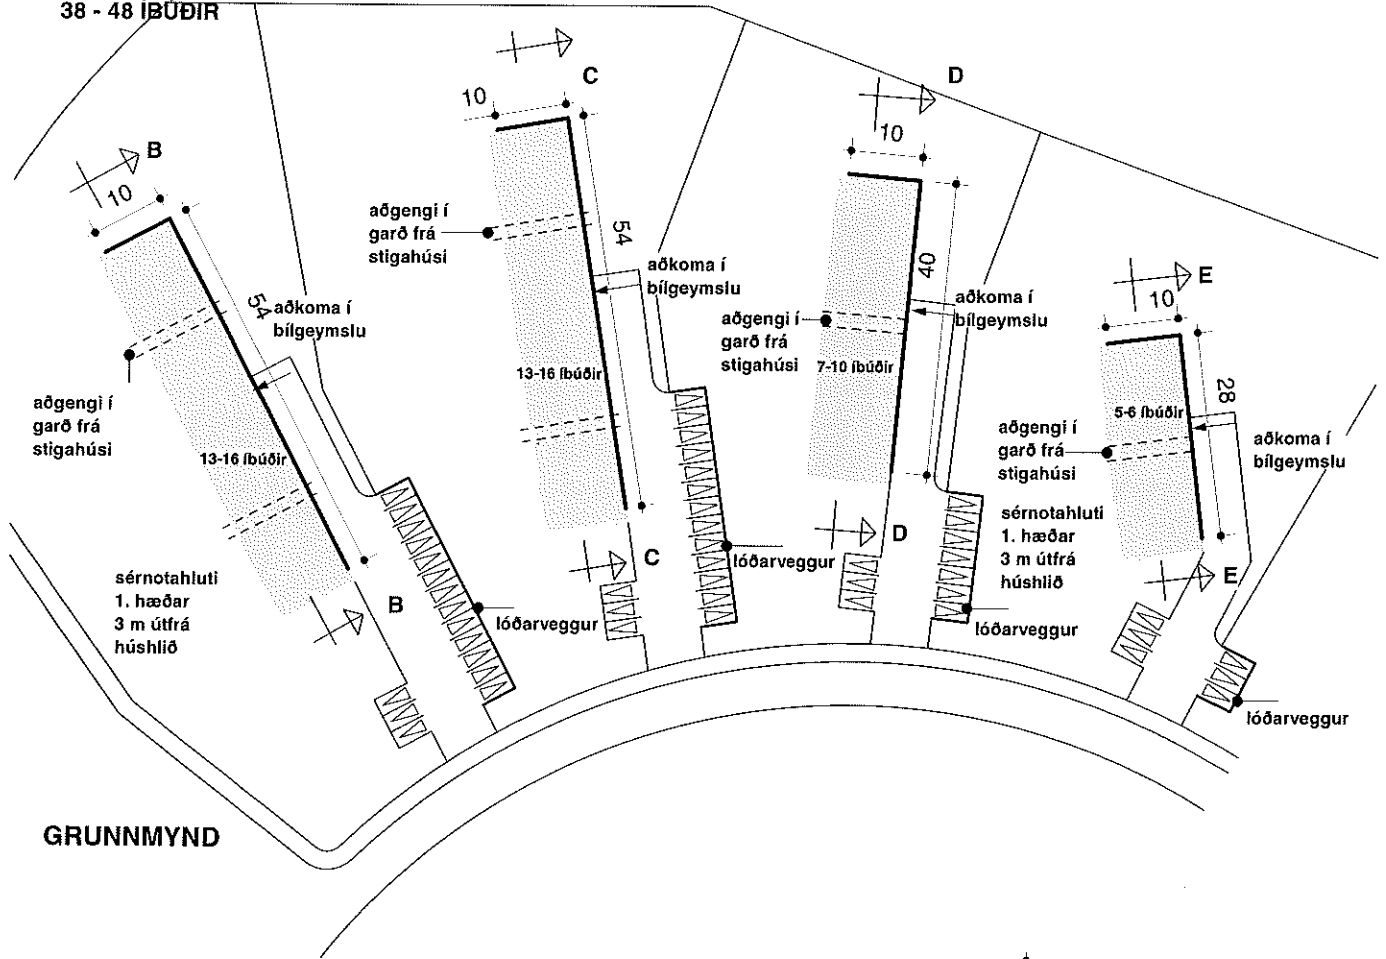 38 - 48 ÍBÚÐIR
B
10
54
aðkoma í
bílgeymslu
aðgengi í
garð frá
stigahúsi
13-16 íbúðir
sérnotahluti
1. hæðar
3 m útfrá
húshlið
B
lóðarveggur
C
10
54
aðgengi í
garð frá
stigahúsi
aðkoma í
bílgeymslu
13-16 íbúðir
C
lóðarveggur
D
10
40
aðgengi í
garð frá
stigahúsi
aðkoma í
bílgeymslu
7-10 íbúðir
D
lóðarveggur
E
10
28
5-6 íbúðir
aðgengi í
garð frá
stigahúsi
aðkoma í
bílgeymslu
sérnotahluti
1. hæðar
3 m útfrá
húshlið
E
lóðarveggur
GRUNNMYND